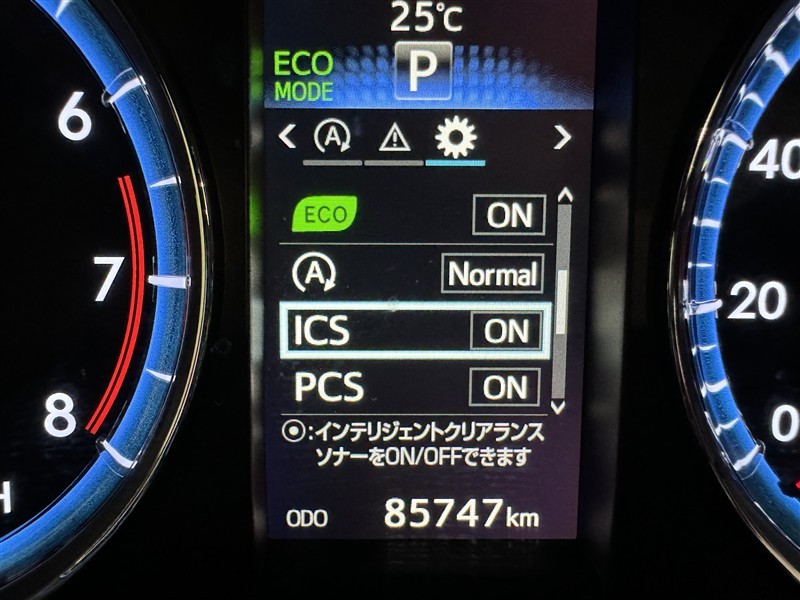 25℃
ECO
MODE
P
A
ECO ON
A Normal
ICS ON
PCS ON
◉:インテリジェントクリアランス
ソナーをON/OFFできます
ODO 85747km
6
7
8
H
40
20
0